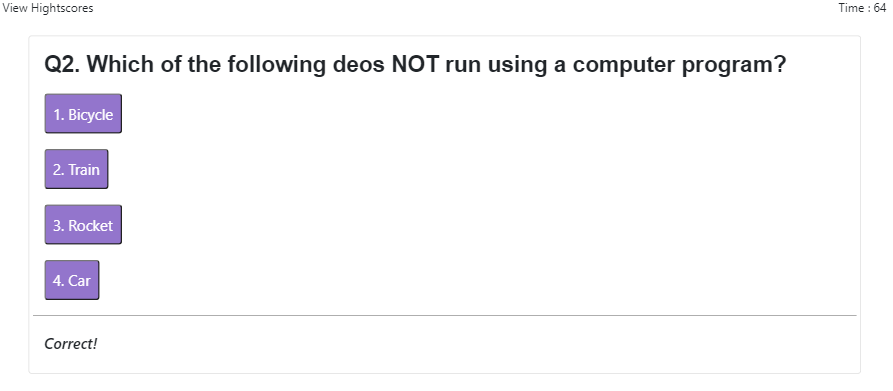 View Hightscores
Time : 64
Q2. Which of the following deos NOT run using a computer program?
1. Bicycle
2. Train
3. Rocket
4. Car
Correct!